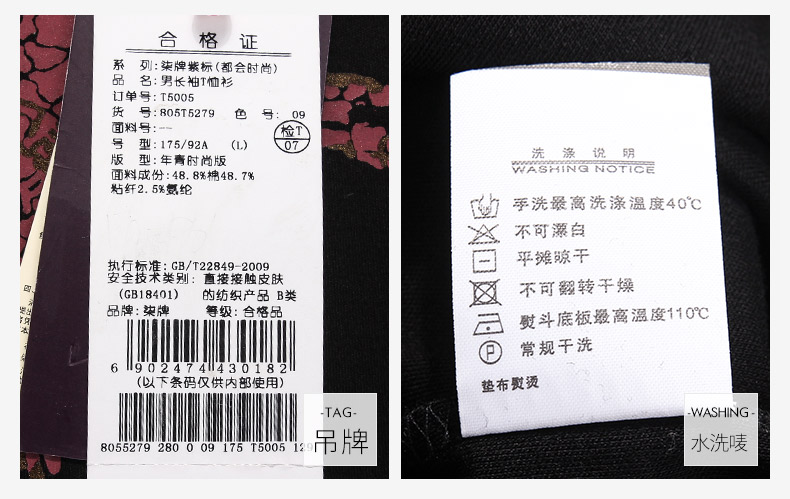 合格证
系 列:柒牌紫标(都会时尚)
品 名:男长袖T恤衫
订单号:T5005
货 号:805T5279 色 号: 09
面料号:--
检T
07
号 型:175/92A (L)
版 型:年青时尚版
面料成份:48.8%棉48.7%
粘纤2.5%氨纶
执行标准:GB/T22849-2009
安全技术类别: 直接接触皮肤
(GB18401) 的纺织产品 B类
品牌:柒牌 等级:合格品
6 902474 430182
(以下条码仅供内部使用)
8055279 280 0 09 175 T5005 129
-TAG-
吊牌
洗涤说明
WASHING NOTICE
手洗最高洗涤温度40℃
不可漂白
平摊晾干
不可翻转干燥
熨斗底板最高温度110℃
P 常规干洗
垫布熨烫
-WASHING-
水洗唛